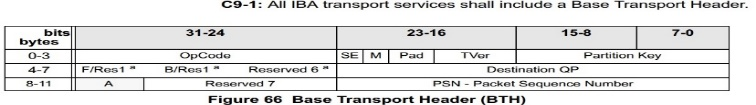 C9-1: All IBA transport services shall include a Base Transport Header.
bits bytes 31-24 23-16 15-8 7-0
0-3 OpCode SE M Pad TVer Partition Key
4-7 F/Res1 a B/Res1 a Reserved 6 a Destination QP
8-11 A Reserved 7 PSN - Packet Sequence Number
Figure 66 Base Transport Header (BTH)